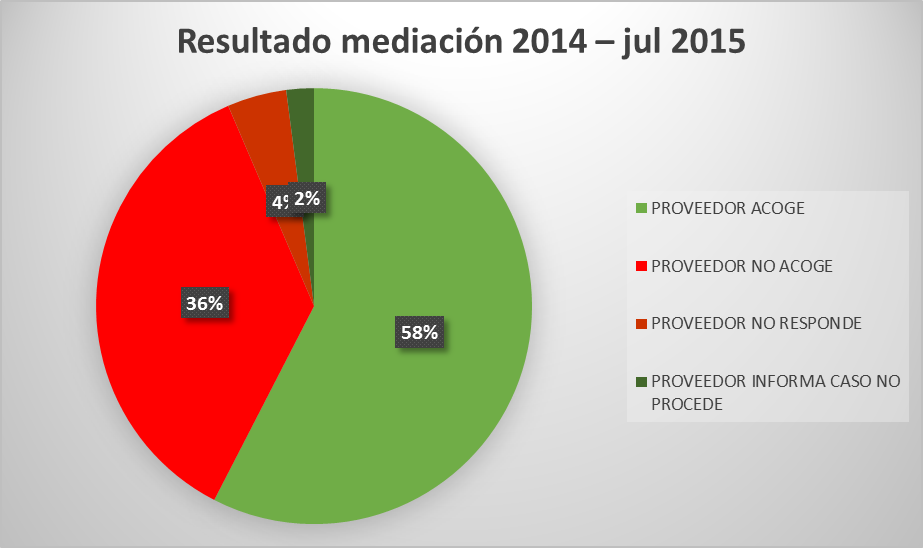 Resultado mediación 2014 – jul 2015
4%
2%
36%
58%
PROVEEDOR ACOGE
PROVEEDOR NO ACOGE
PROVEEDOR NO RESPONDE
PROVEEDOR INFORMA CASO NO
PROCEDE